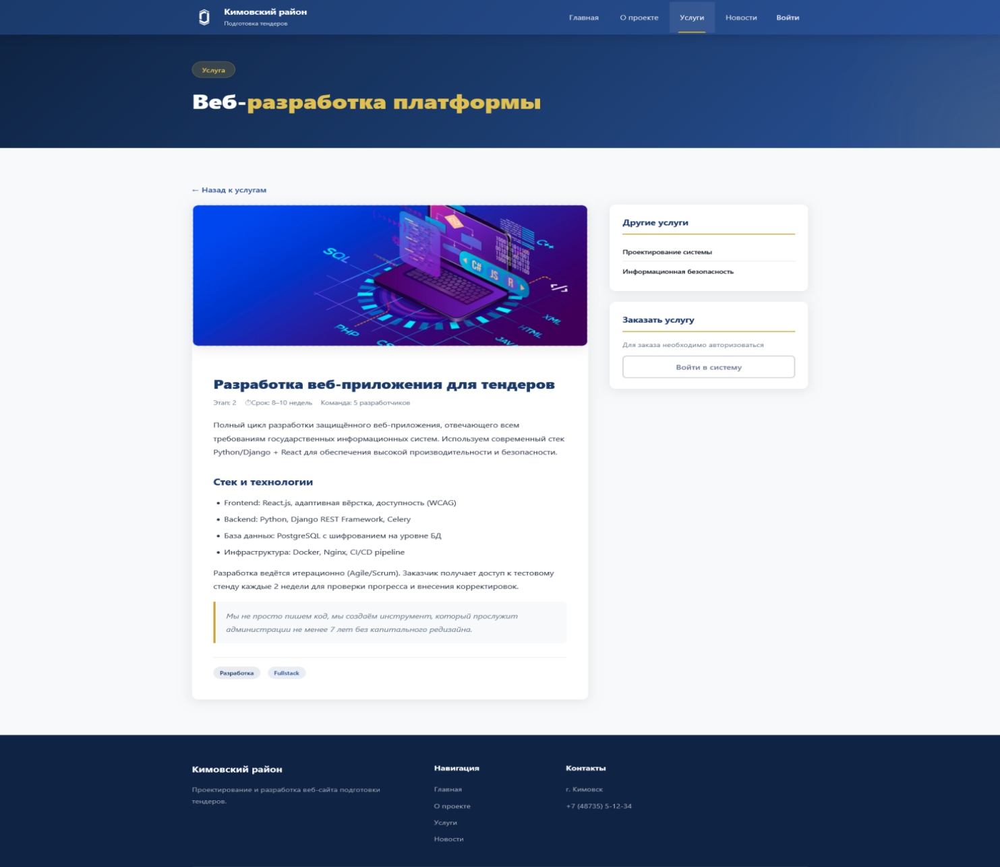 Кимовский район
Подготовка тендеров
Главная
О проекте
Услуги
Новости
Войти
Услуга
Веб-разработка платформы
← Назад к услугам
SQL
C++
C# JS R
</>
XML
HTML
PHP
Разработка веб-приложения для тендеров
Этап: 2 ⏱Срок: 8–10 недель Команда: 5 разработчиков
Полный цикл разработки защищённого веб-приложения, отвечающего всем
требованиям государственных информационных систем. Используем современный стек
Python/Django + React для обеспечения высокой производительности и безопасности.
Стек и технологии
• Frontend: React.js, адаптивная вёрстка, доступность (WCAG)
• Backend: Python, Django REST Framework, Celery
• База данных: PostgreSQL с шифрованием на уровне БД
• Инфраструктура: Docker, Nginx, CI/CD pipeline
Разработка ведётся итерационно (Agile/Scrum). Заказчик получает доступ к тестовому
стенду каждые 2 недели для проверки прогресса и внесения корректировок.
Мы не просто пишем код, мы создаём инструмент, который прослужит
администрации не менее 7 лет без капитального редизайна.
Разработка
Fullstack
Другие услуги
Проектирование системы
Информационная безопасность
Заказать услугу
Для заказа необходимо авторизоваться
Войти в систему
Кимовский район
Проектирование и разработка веб-сайта подготовки
тендеров.
Навигация
Главная
О проекте
Услуги
Новости
Контакты
г. Кимовск
+7 (48735) 5-12-34